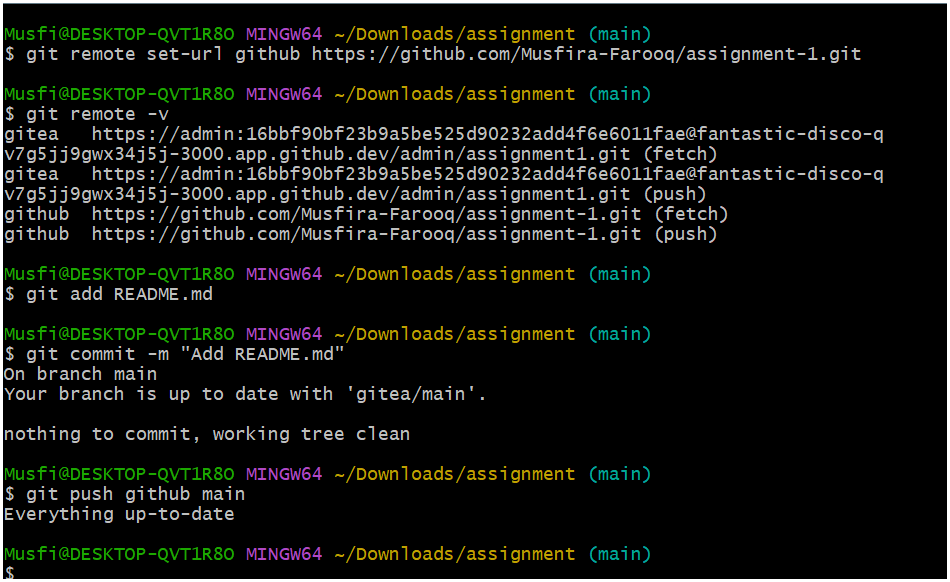 Musfi@DESKTOP-QVT1R8O MINGW64 ~/Downloads/assignment (main)
$ git remote set-url github https://github.com/Musfira-Farooq/assignment-1.git
Musfi@DESKTOP-QVT1R8O MINGW64 ~/Downloads/assignment (main)
$ git remote -v
gitea   https://admin:16bbf90bf23b9a5be525d90232add4f6e6011fae@fantastic-disco-q
v7g5jj9gwx34j5j-3000.app.github.dev/admin/assignment1.git (fetch)
gitea   https://admin:16bbf90bf23b9a5be525d90232add4f6e6011fae@fantastic-disco-q
v7g5jj9gwx34j5j-3000.app.github.dev/admin/assignment1.git (push)
github  https://github.com/Musfira-Farooq/assignment-1.git (fetch)
github  https://github.com/Musfira-Farooq/assignment-1.git (push)
Musfi@DESKTOP-QVT1R8O MINGW64 ~/Downloads/assignment (main)
$ git add README.md
Musfi@DESKTOP-QVT1R8O MINGW64 ~/Downloads/assignment (main)
$ git commit -m "Add README.md"
On branch main
Your branch is up to date with 'gitea/main'.
nothing to commit, working tree clean
Musfi@DESKTOP-QVT1R8O MINGW64 ~/Downloads/assignment (main)
$ git push github main
Everything up-to-date
Musfi@DESKTOP-QVT1R8O MINGW64 ~/Downloads/assignment (main)
$